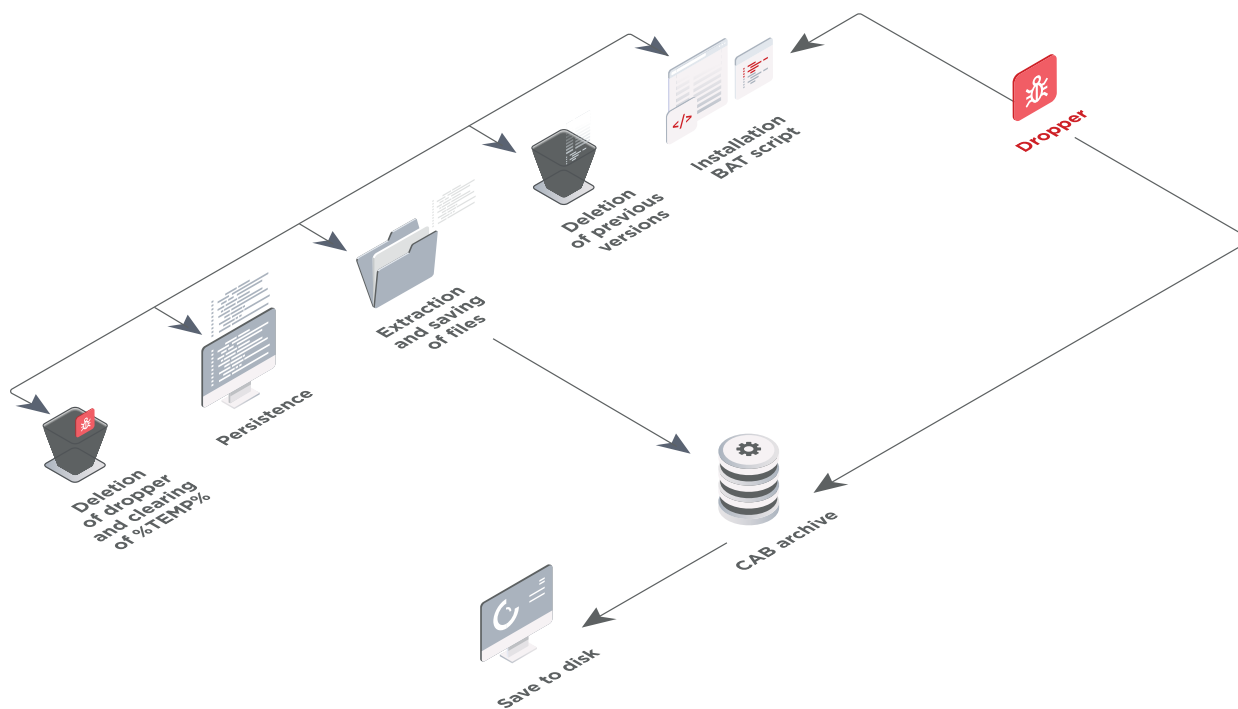 Dropper
</>
Installation
BAT script
Deletion
of previous
versions
Extraction
and saving
of files
Persistence
Deletion
of dropper
and clearing
of %TEMP%
CAB archive
Save to disk